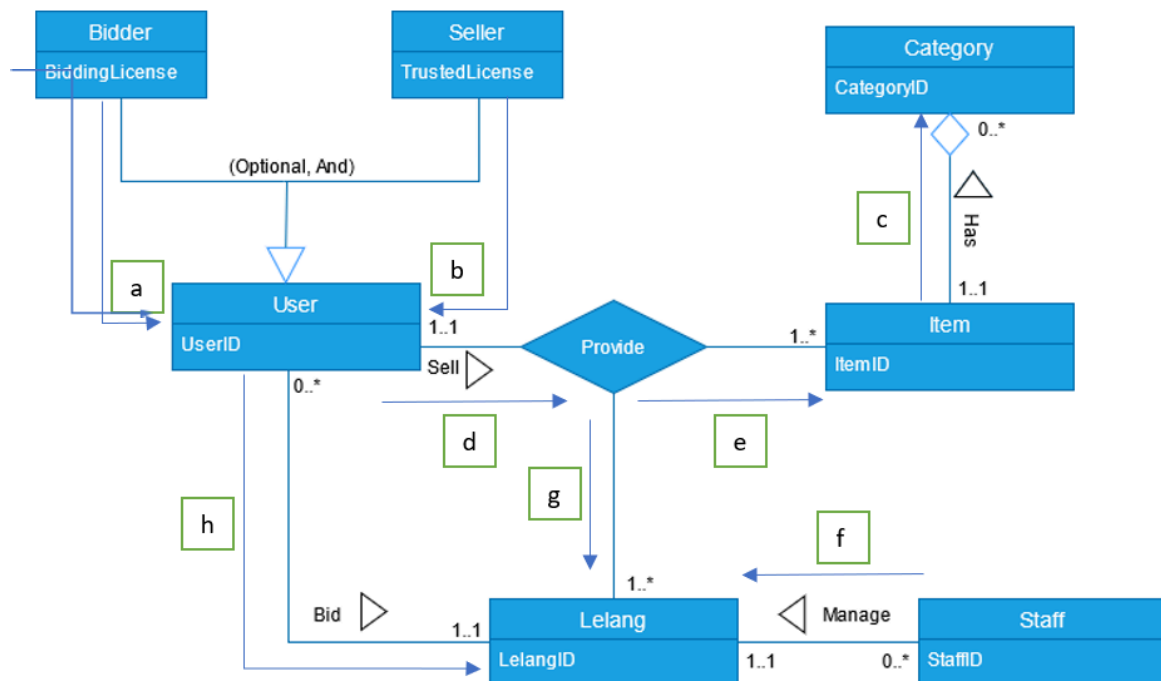 Bidder
BiddingLicense
Seller
TrustedLicense
Category
CategoryID
0..*
(Optional, And)
c
Has
a
b
1..1
User
UserID
1..1
Sell
Provide
1..*
Item
ItemID
0..*
d
e
g
h
f
1..*
Bid
1..1
Lelang
LelangID
Manage
1..1
0..*
Staff
StaffID